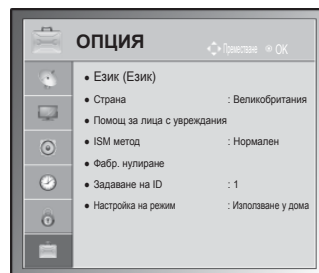 ОПЦИЯ
Преместване OK
• Език (Език)
• Страна : Великобритания
• Помощ за лица с увреждания
• ISM метод : Нормален
• Фабр. нулиране
• Задаване на ID : 1
• Настройка на режим : Използване у дома